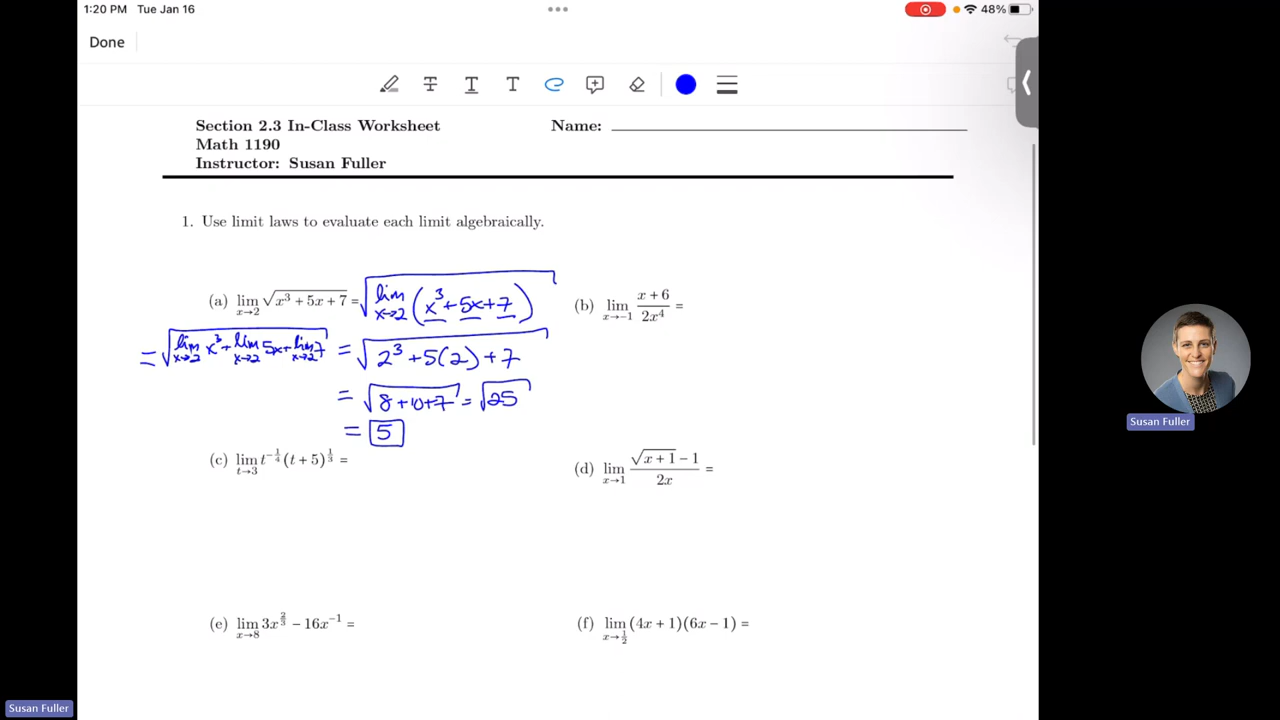 1:20 PM Tue Jan 16
48%
Done
Section 2.3 In-Class Worksheet Name:
Math 1190
Instructor: Susan Fuller
1. Use limit laws to evaluate each limit algebraically.
(a) lim x→2 √(x³ + 5x + 7) = √(lim x→2 (x³ + 5x + 7))
= √(lim x→2 x³ + lim x→2 5x + lim x→2 7) = √(2³ + 5(2) + 7)
= √(8+10+7) = √25
= 5
(b) lim x→−1 (x + 6)/(2x⁴) =
(c) lim t→3 t^(−1/4) (t + 5)^(1/3) =
(d) lim x→1 (√(x + 1) − 1)/(2x) =
(e) lim x→8 3x^(2/3) − 16x^(−1) =
(f) lim x→1/2 (4x + 1)(6x − 1) =
Susan Fuller
Susan Fuller